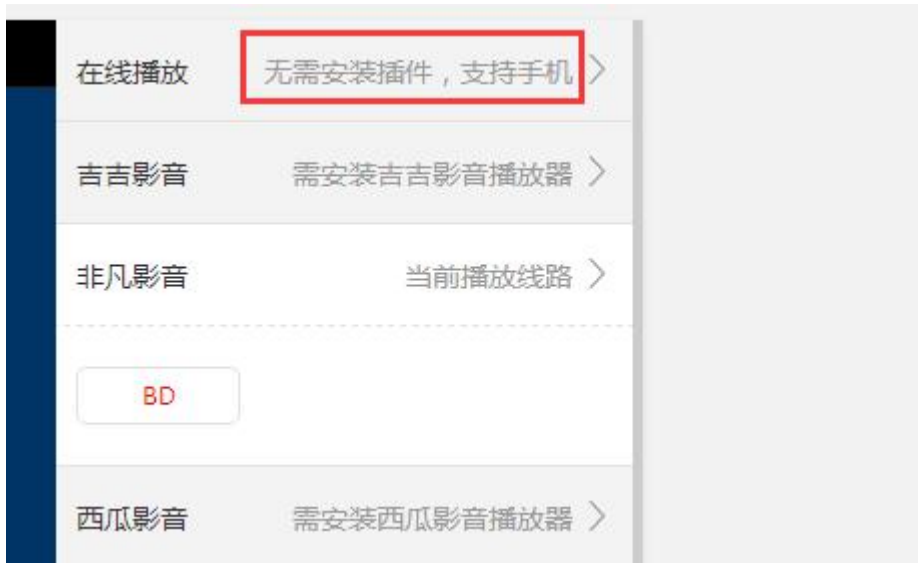 在线播放 无需安装插件，支持手机
吉吉影音 需安装吉吉影音播放器
非凡影音 当前播放线路
BD
西瓜影音 需安装西瓜影音播放器